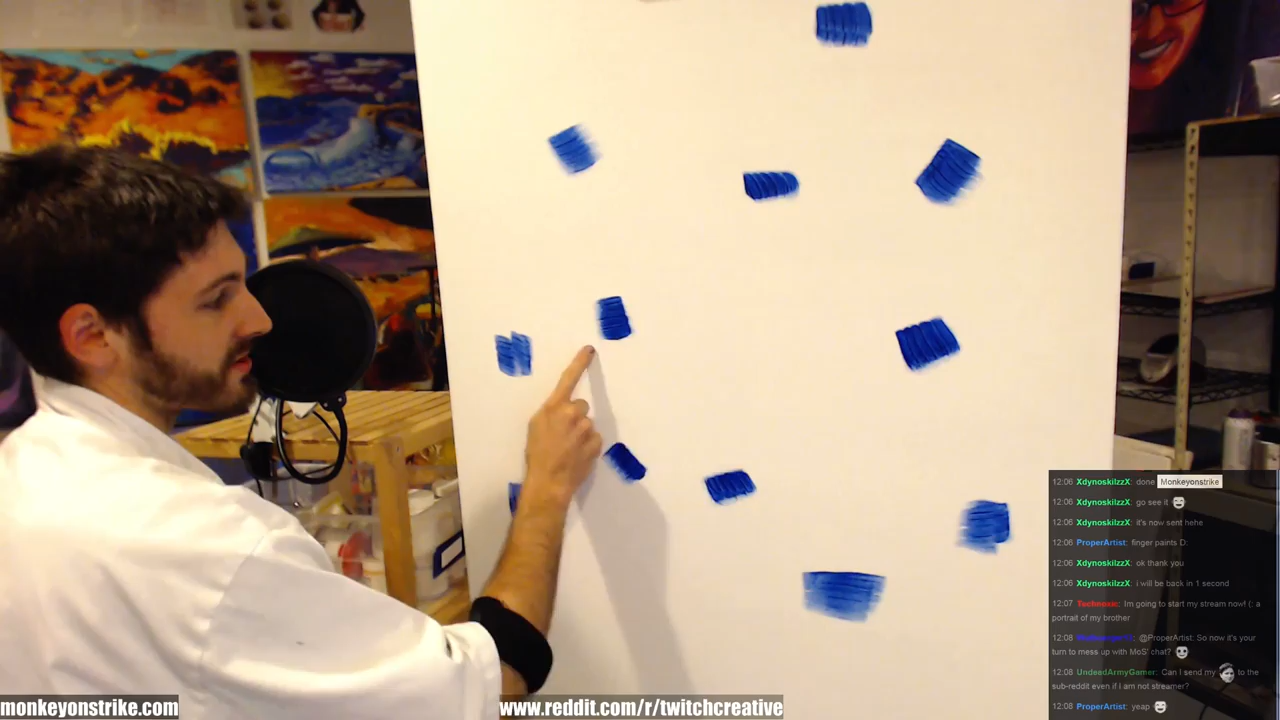 12:06 XdynoskilzzX: done Monkeyonstrike
12:06 XdynoskilzzX: go see it
12:06 XdynoskilzzX: it's now sent hehe
12:06 ProperArtist: finger paints D:
12:06 XdynoskilzzX: ok thank you
12:06 XdynoskilzzX: i will be back in 1 second
12:07 Im going to start my stream now! (: a
portrait of my brother
12:08 @ProperArtist: So now it's your
turn to mess up with MoS' chat?
12:08 UndeadArmyGamer: Can I send my to the
sub-reddit even if i am not streamer?
12:08 ProperArtist: yeap
monkeyonstrike.com
www.reddit.com/r/twitchcreative